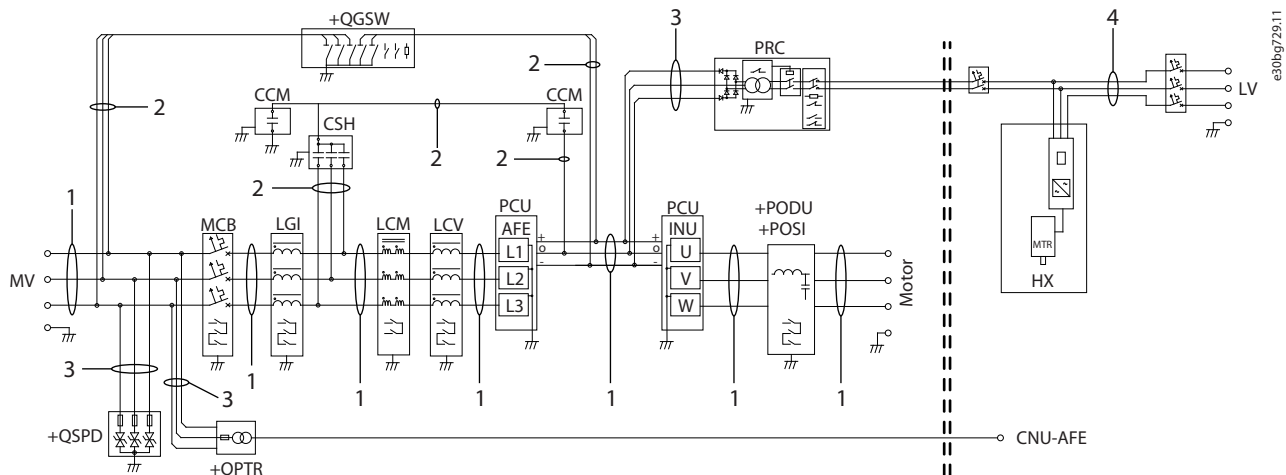 +QGSW
3
PRC
4
e30bg729.11
2
2
CCM
CCM
LV
CSH
2
2
2
1
MCB
LGI
LCM
LCV
PCU
AFE
L1
L2
L3
+
o
-
PCU
INU
U
V
W
+
o
-
+PODU
+POSI
MTR
HX
MV
Motor
3
3
1
1
1
1
1
1
+QSPD
+QPTR
CNU-AFE